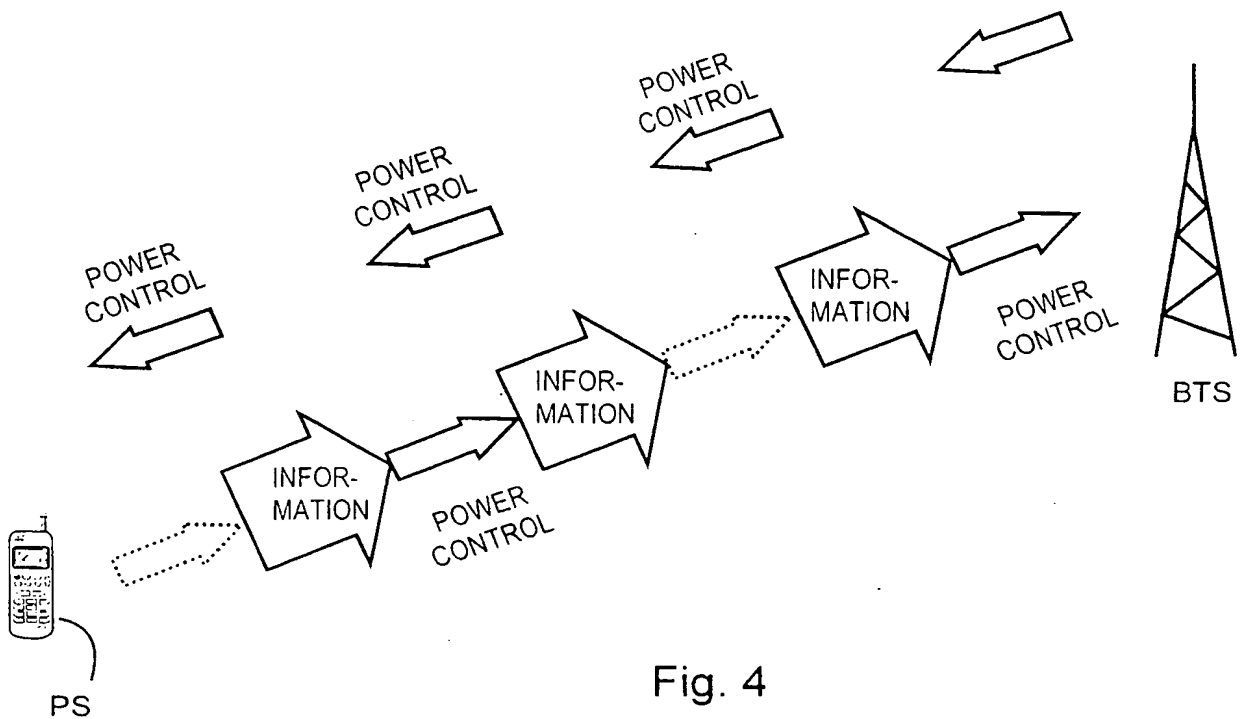 POWER
CONTROL
POWER
CONTROL
POWER
CONTROL
INFOR-
MATION
POWER
CONTROL
BTS
INFOR-
MATION
INFOR-
MATION
POWER
CONTROL
PS
Fig. 4